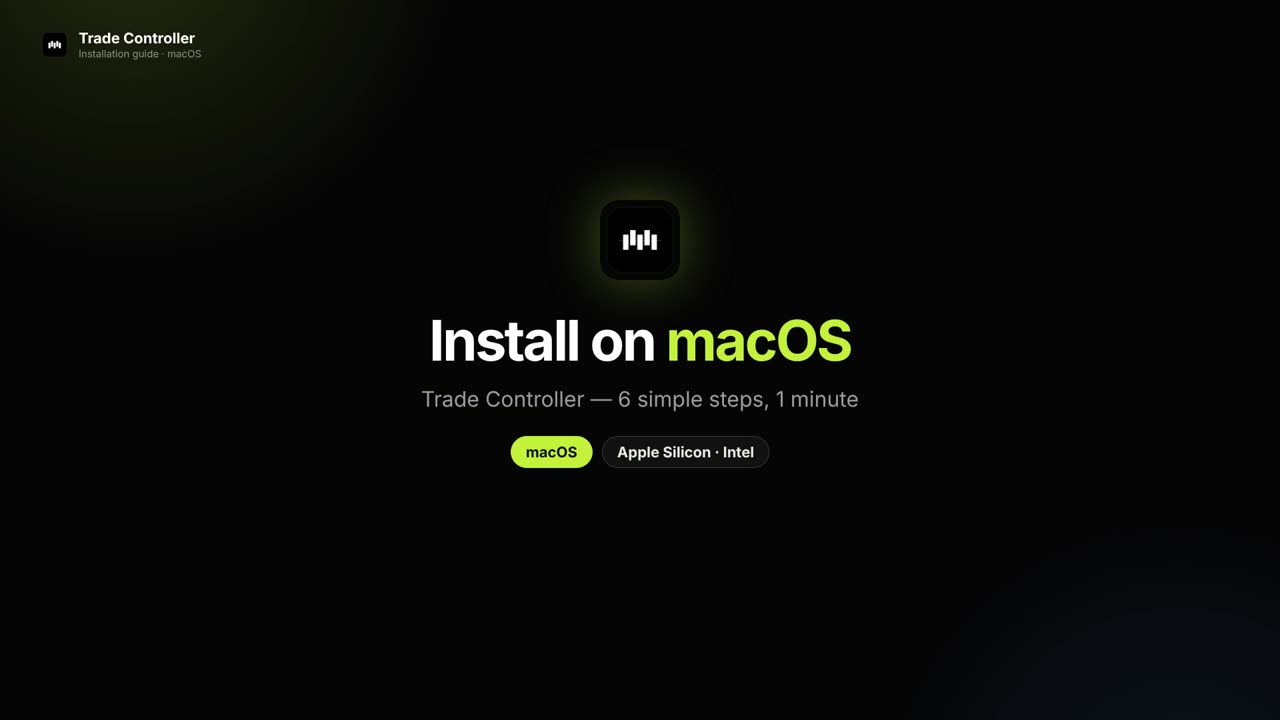 Trade Controller
Installation guide · macOS
Install on macOS
Trade Controller — 6 simple steps, 1 minute
macOS
Apple Silicon · Intel